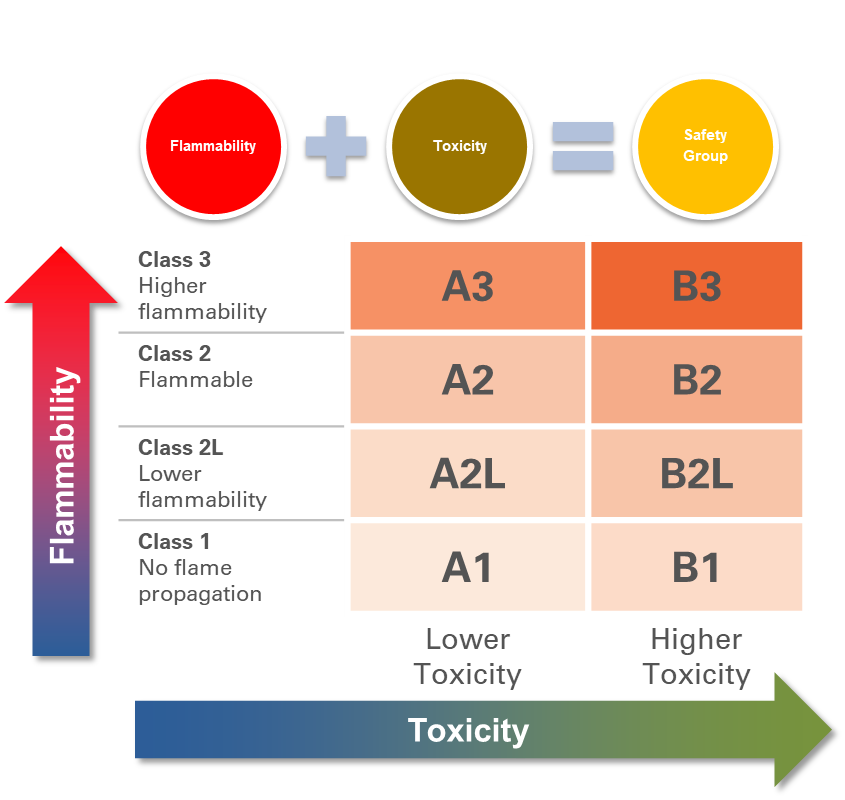 Flammability
Toxicity
Safety
Group
Class 3
Higher
flammability
A3
B3
Class 2
Flammable
A2
B2
Class 2L
Lower
flammability
A2L
B2L
Class 1
No flame
propagation
A1
B1
Flammability
Lower
Toxicity
Higher
Toxicity
Toxicity